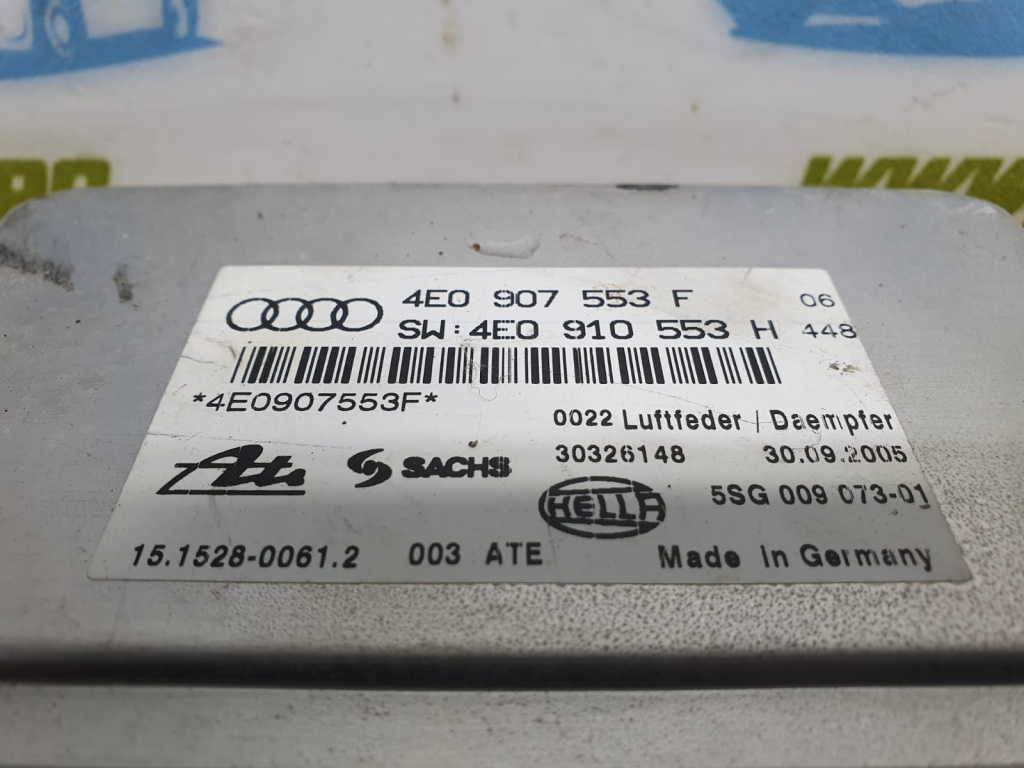 4E0 907 553 F 06
SW:4E0 910 553 H 448
*4E0907553F*
0022 Luftfeder / Daempfer
30326148 30.09.2005
Ate SACHS HELLA 5SG 009 073-01
15.1528-0061.2 003 ATE Made in Germany